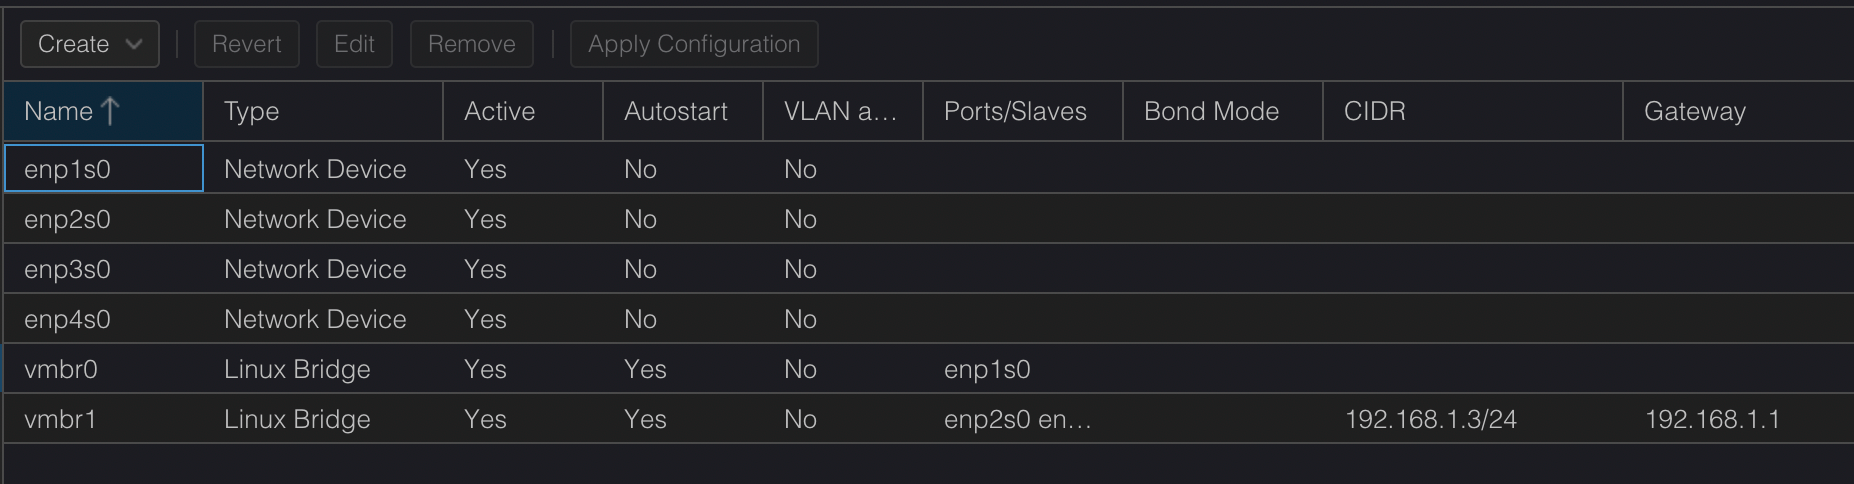 Create Revert Edit Remove Apply Configuration
Name Type Active Autostart VLAN a... Ports/Slaves Bond Mode CIDR Gateway
enp1s0 Network Device Yes No No
enp2s0 Network Device Yes No No
enp3s0 Network Device Yes No No
enp4s0 Network Device Yes No No
vmbr0 Linux Bridge Yes Yes No enp1s0
vmbr1 Linux Bridge Yes Yes No enp2s0 en... 192.168.1.3/24 192.168.1.1